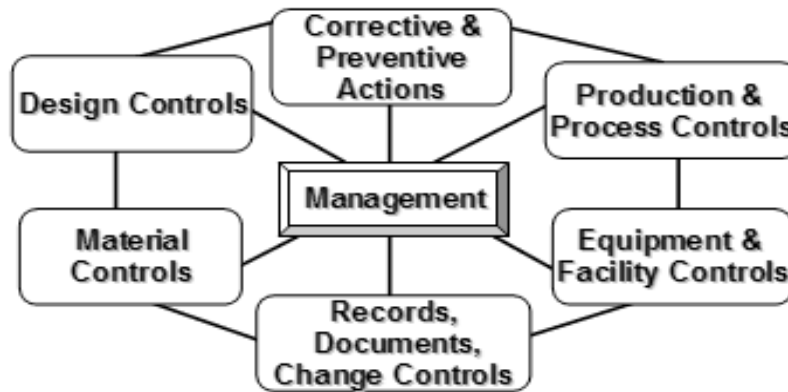 Corrective &
Preventive
Actions
Design Controls
Production &
Process Controls
Management
Material
Controls
Equipment &
Facility Controls
Records,
Documents,
Change Controls